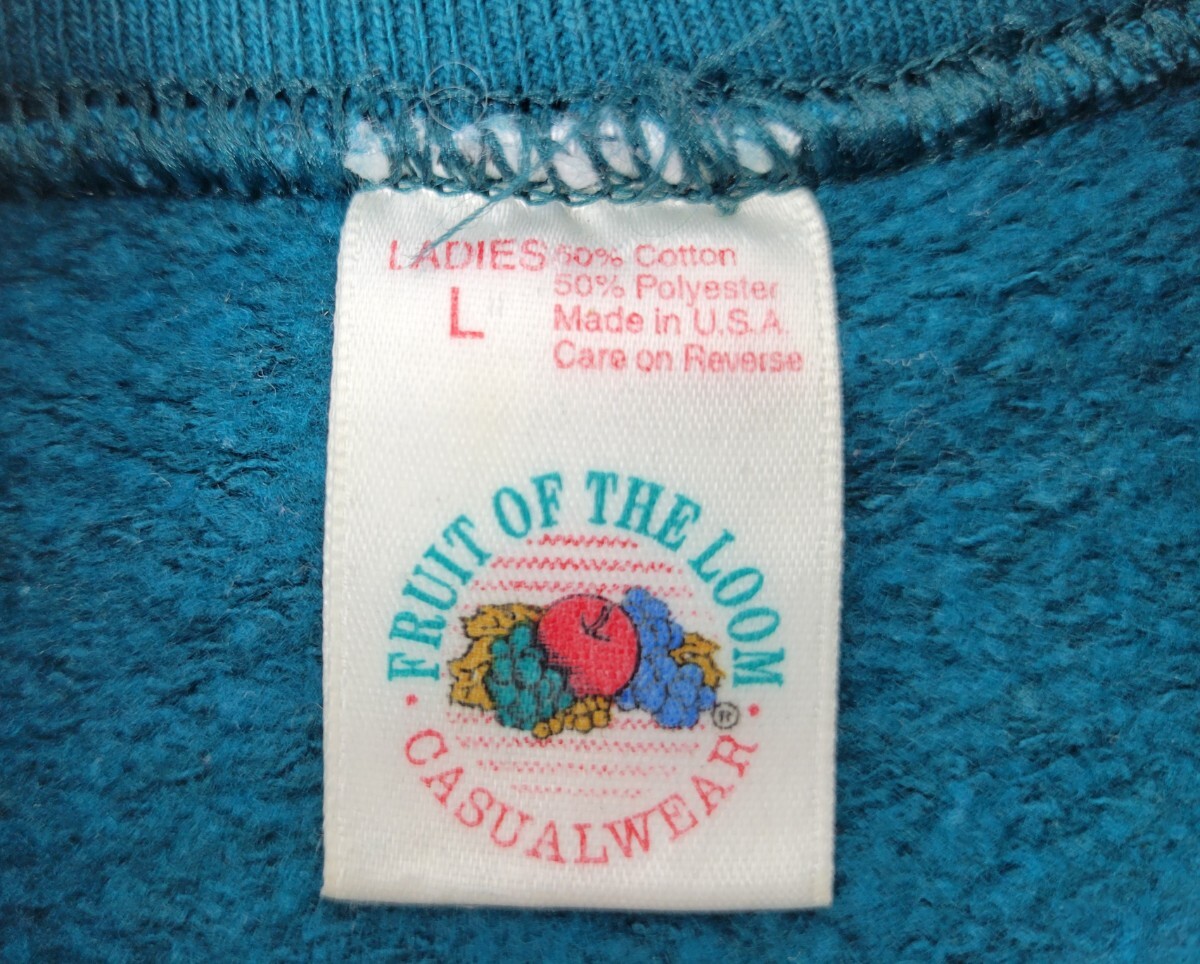 LADIES
L
50% Cotton
50% Polyester
Made in U.S.A.
Care on Reverse
FRUIT OF THE LOOM
· CASUALWEAR ·
®